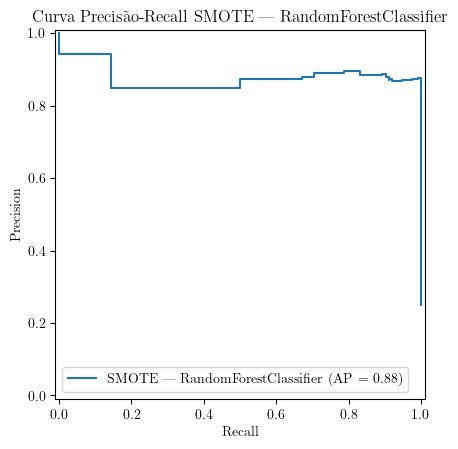 Curva Precisão-Recall SMOTE — RandomForestClassifier
1.0
0.8
0.6
0.4
0.2
0.0
Precision
SMOTE — RandomForestClassifier (AP = 0.88)
0.0 0.2 0.4 0.6 0.8 1.0
Recall